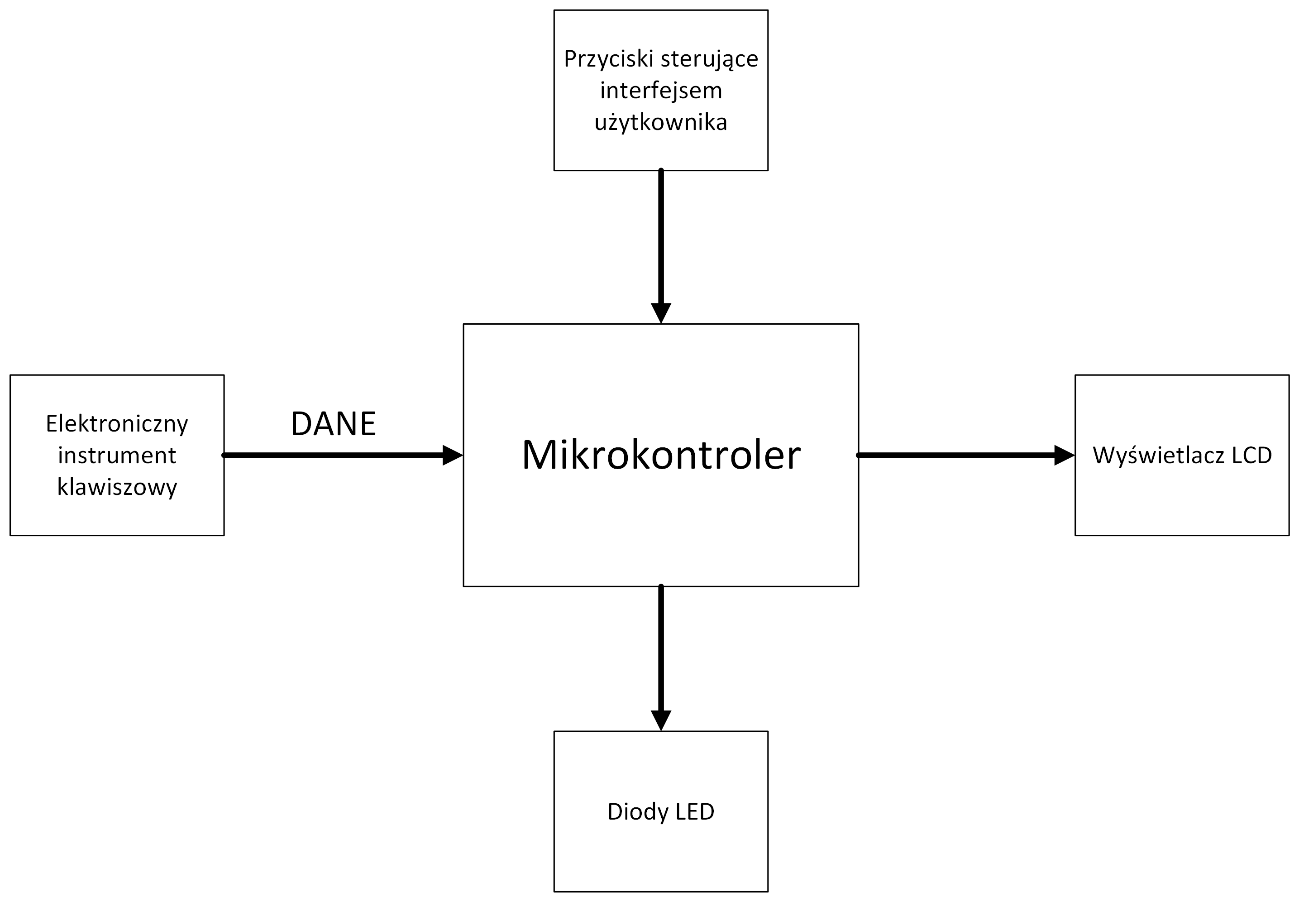 Przyciski sterujące
interfejsem
użytkownika
Elektroniczny
instrument
klawiszowy
DANE
Mikrokontroler
Wyświetlacz LCD
Diody LED